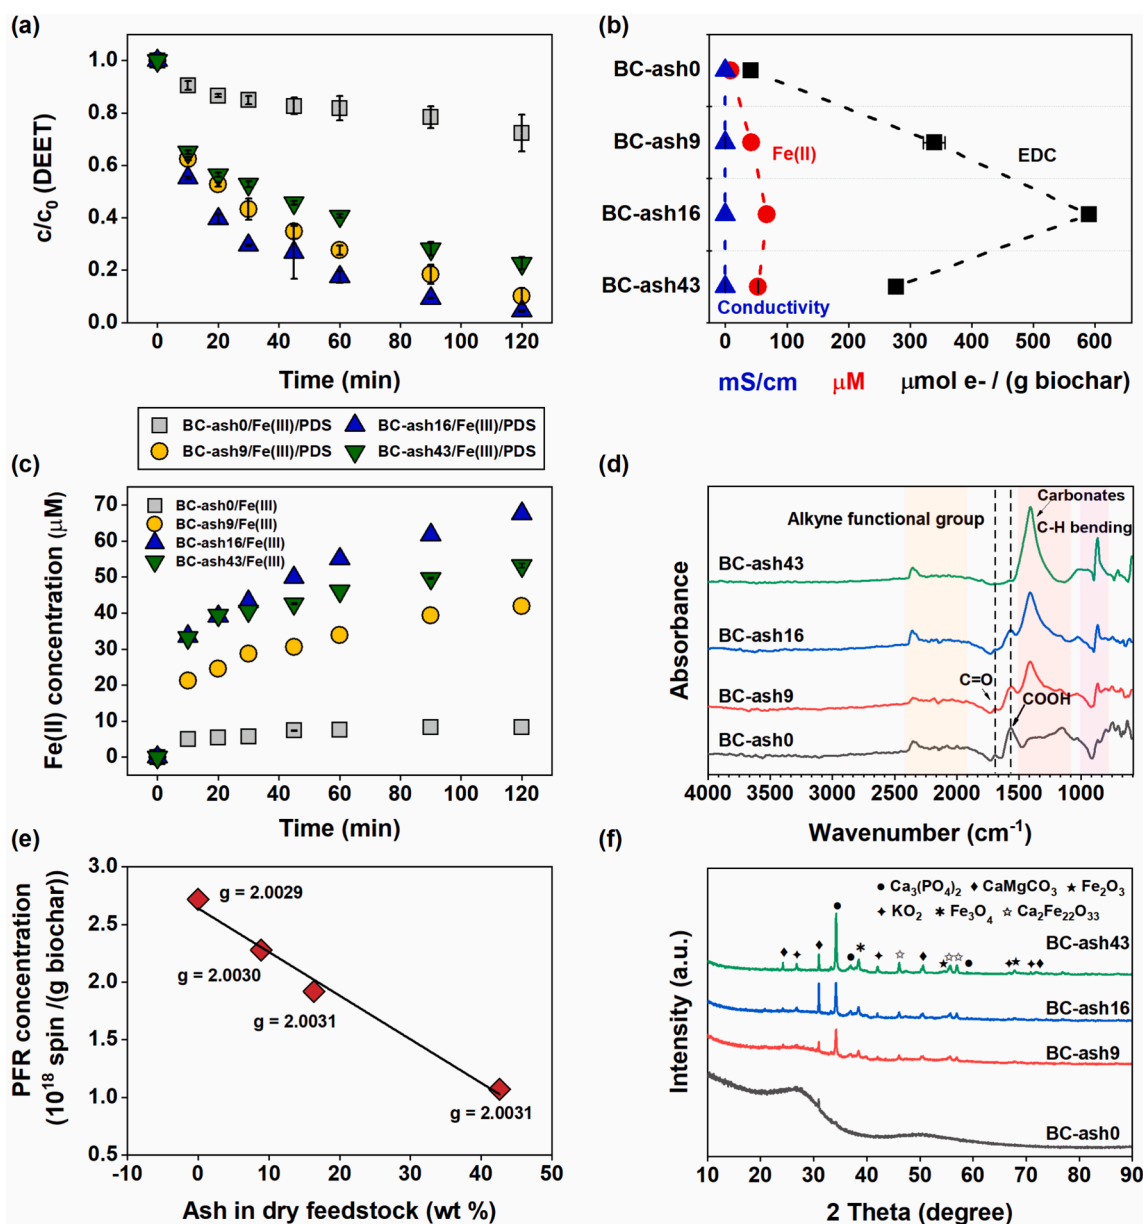 (a)
1.0
0.8
0.6
0.4
0.2
0.0
c/c0 (DEET)
0 20 40 60 80 100 120
Time (min)
(b)
BC-ash0
BC-ash9
BC-ash16
BC-ash43
Fe(II)
EDC
Conductivity
0 100 200 300 400 500 600
mS/cm μM μmol e- / (g biochar)
BC-ash0/Fe(III)/PDS BC-ash16/Fe(III)/PDS
BC-ash9/Fe(III)/PDS BC-ash43/Fe(III)/PDS
(c)
70
60
50
40
30
20
10
0
Fe(II) concentration (μM)
BC-ash0/Fe(III)
BC-ash9/Fe(III)
BC-ash16/Fe(III)
BC-ash43/Fe(III)
0 20 40 60 80 100 120
Time (min)
(d)
Absorbance
Carbonates
Alkyne functional group
C-H bending
BC-ash43
BC-ash16
C=O
BC-ash9
COOH
BC-ash0
4000 3500 3000 2500 2000 1500 1000
Wavenumber (cm-1)
(e)
3.0
2.5
2.0
1.5
1.0
0.5
PFR concentration
(10^18 spin /(g biochar))
g = 2.0029
g = 2.0030
g = 2.0031
g = 2.0031
-10 0 10 20 30 40 50
Ash in dry feedstock (wt %)
(f)
Intensity (a.u.)
Ca3(PO4)2 CaMgCO3 Fe2O3
KO2 Fe3O4 Ca2Fe22O33
BC-ash43
BC-ash16
BC-ash9
BC-ash0
10 20 30 40 50 60 70 80 90
2 Theta (degree)